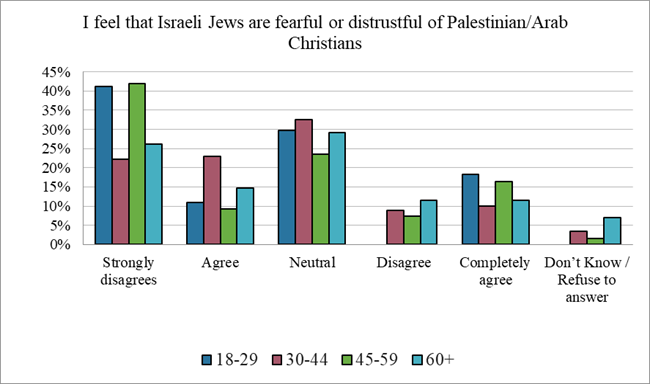 I feel that Israeli Jews are fearful or distrustful of Palestinian/Arab
Christians
45%
40%
35%
30%
25%
20%
15%
10%
5%
0%
Strongly
disagrees
Agree
Neutral
Disagree
Completely
agree
Don’t Know /
Refuse to
answer
18-29 30-44 45-59 60+